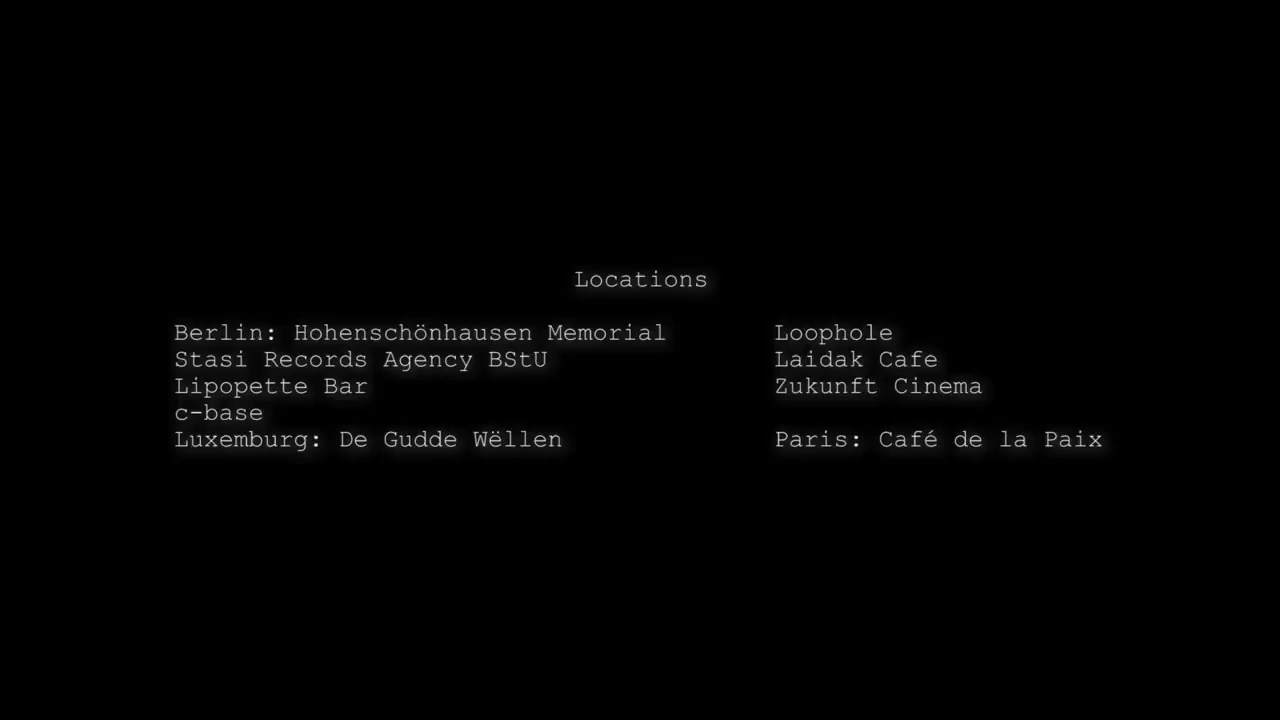 Locations
Berlin: Hohenschönhausen Memorial
Stasi Records Agency BStU
Lipopette Bar
c-base
Luxemburg: De Gudde Wëllen
Loophole
Laidak Cafe
Zukunft Cinema
Paris: Café de la Paix